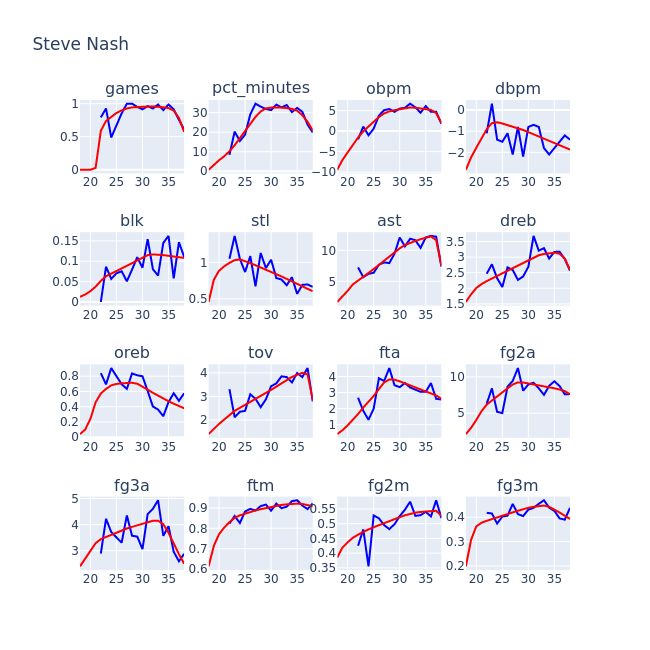 Steve Nash
games pct_minutes obpm dbpm
1 0.5 0 20 25 30 35
30 20 10 0 20 25 30 35
5 0 −5 −10 20 25 30 35
0 −1 −2 20 25 30 35
blk stl ast dreb
0.15 0.1 0.05 0 20 25 30 35
1 0.5 20 25 30 35
10 5 20 25 30 35
3.5 3 2.5 2 1.5 20 25 30 35
oreb tov fta fg2a
0.8 0.6 0.4 0.2 0 20 25 30 35
4 3 2 20 25 30 35
4 3 2 1 20 25 30 35
10 5 20 25 30 35
fg3a ftm fg2m fg3m
5 4 3 20 25 30 35
0.9 0.8 0.7 0.6 20 25 30 35
0.55 0.5 0.45 0.4 0.35 20 25 30 35
0.4 0.3 0.2 20 25 30 35